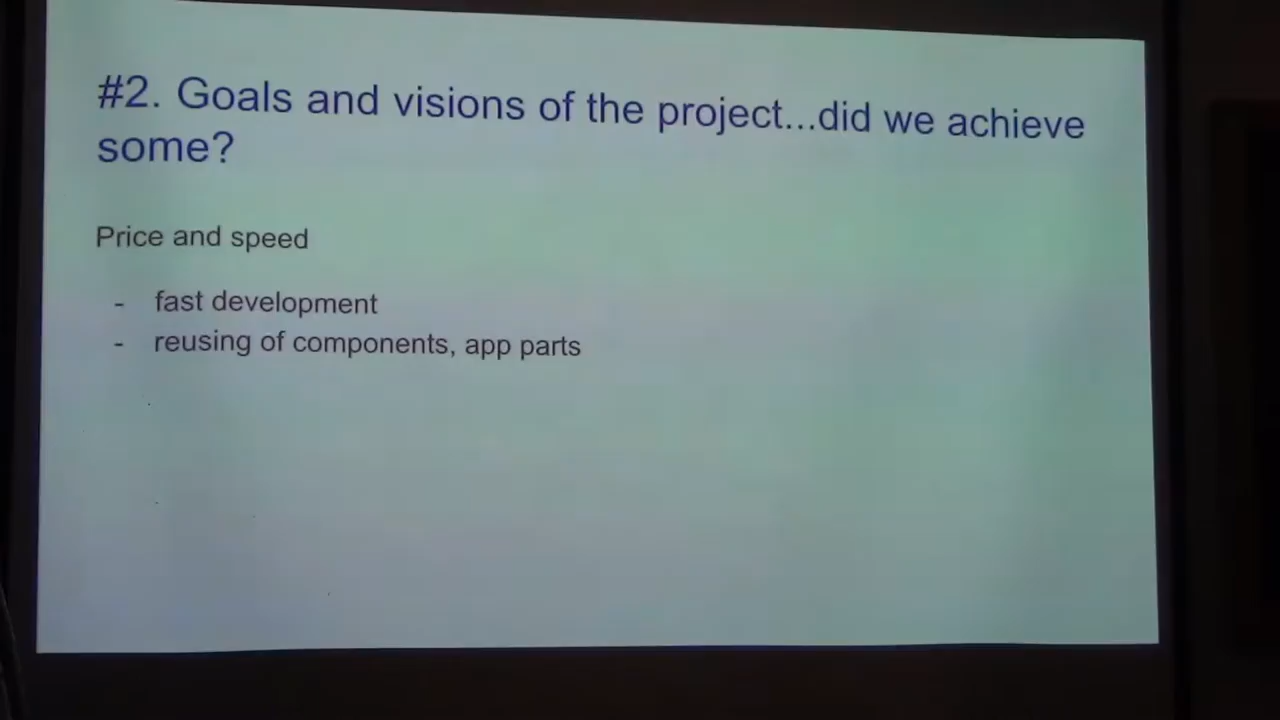 #2. Goals and visions of the project...did we achieve
some?
Price and speed
- fast development
- reusing of components, app parts